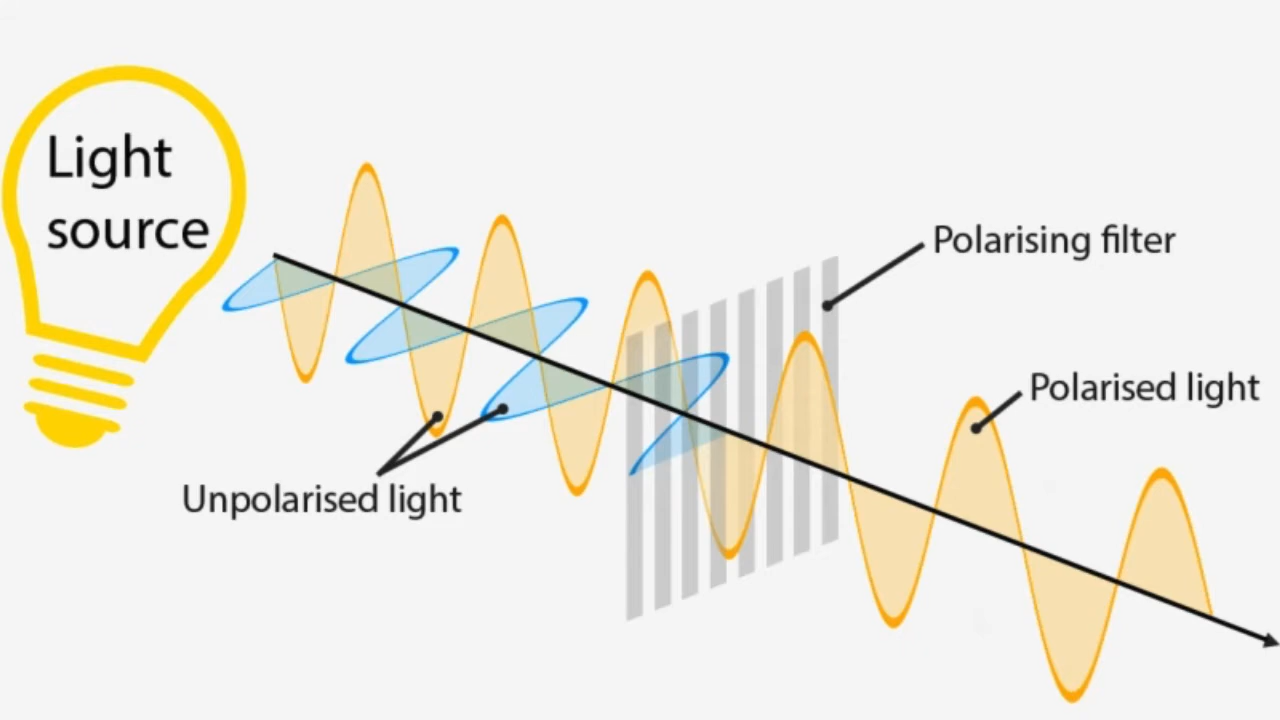 Light
source
Polarising filter
Polarised light
Unpolarised light